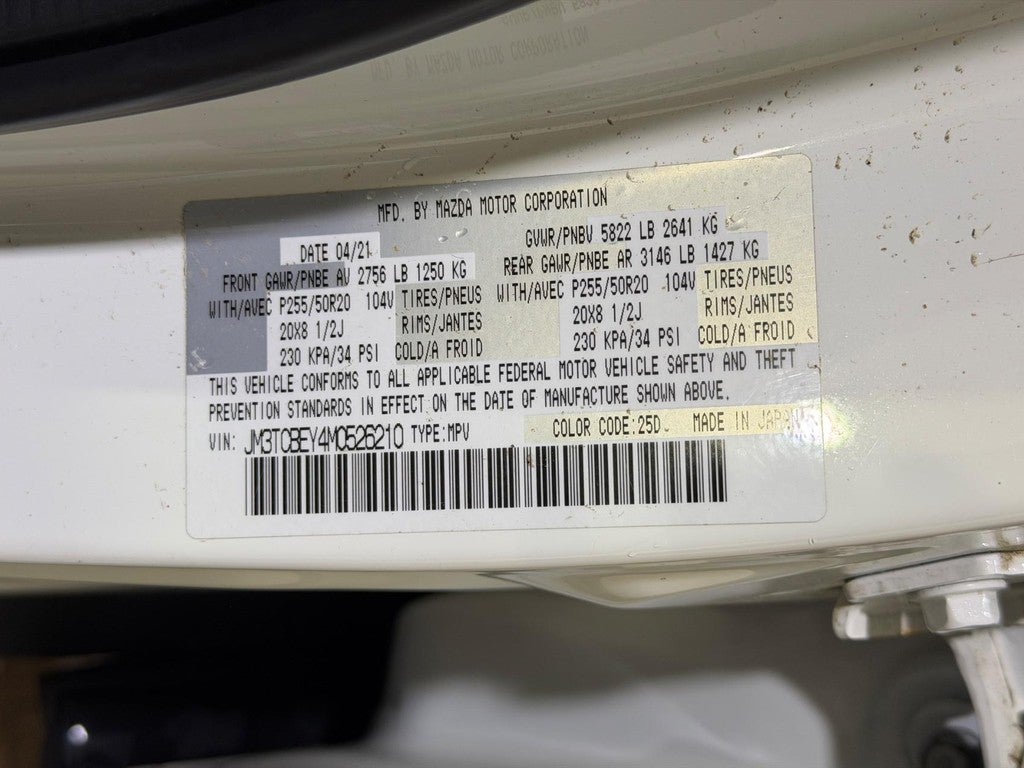 MFD. BY MAZDA MOTOR CORPORATION
DATE 04/21 GVWR/PNBV 5822 LB 2641 KG
FRONT GAWR/PNBE AV 2756 LB 1250 KG REAR GAWR/PNBE AR 3146 LB 1427 KG
WITH/AVEC P255/50R20 104V TIRES/PNEUS WITH/AVEC P255/50R20 104V TIRES/PNEUS
20X8 1/2J RIMS/JANTES 20X8 1/2J RIMS/JANTES
230 KPA/34 PSI COLD/A FROID 230 KPA/34 PSI COLD/A FROID
THIS VEHICLE CONFORMS TO ALL APPLICABLE FEDERAL MOTOR VEHICLE SAFETY AND THEFT
PREVENTION STANDARDS IN EFFECT ON THE DATE OF MANUFACTURE SHOWN ABOVE.
VIN: JM3TCBEY4M0526210 TYPE:MPV COLOR CODE:25D MADE IN JAPAN